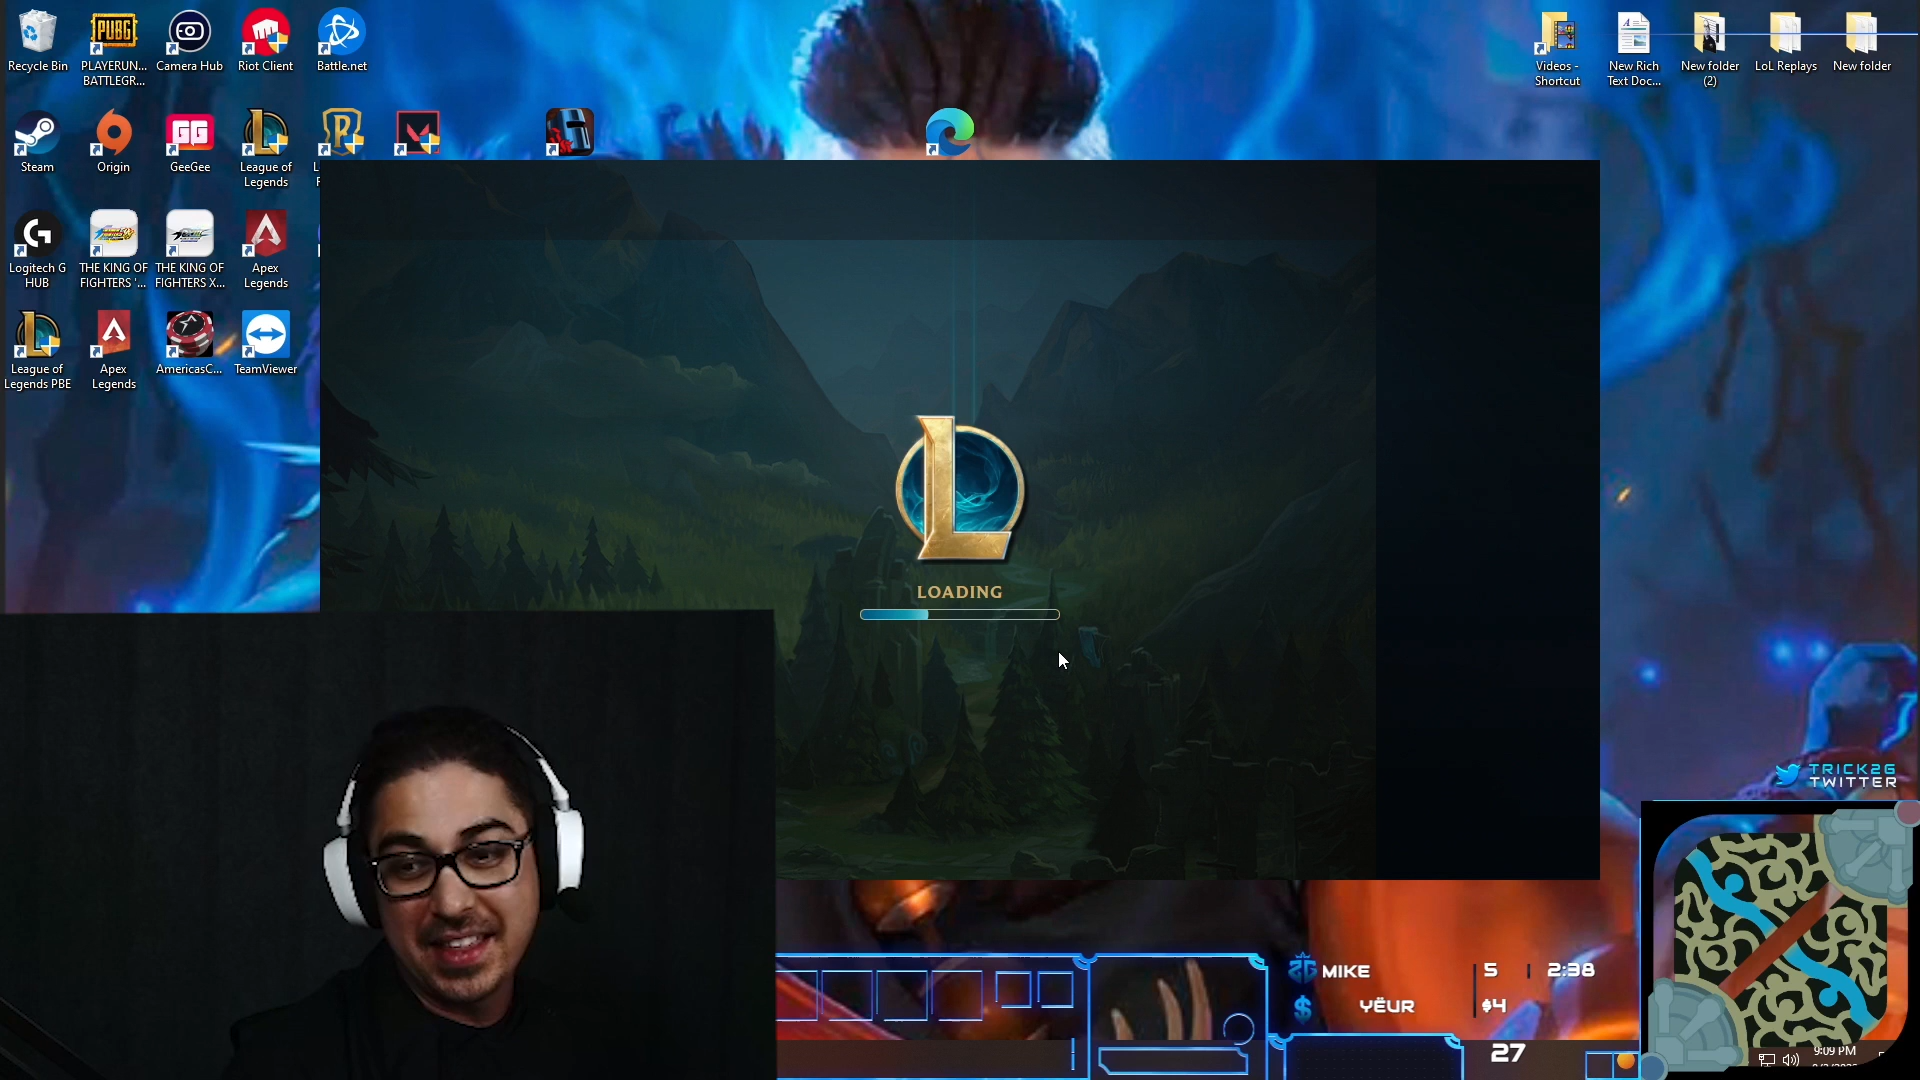 Recycle Bin
PLAYERUN...
BATTLEGR...
Camera Hub
Riot Client
Battle.net
Videos -
Shortcut
New Rich
Text Doc...
New folder
(2)
LoL Replays
New folder
Steam
Origin
GeeGee
League of
Legends
Logitech G
HUB
THE KING OF
FIGHTERS '...
THE KING OF
FIGHTERS X...
Apex
Legends
League of
Legends PBE
Apex
Legends
AmericasC...
TeamViewer
LOADING
TRICK2G
TWITTER
MIKE
5
2:38
YËUR
$4
27
9:09 PM